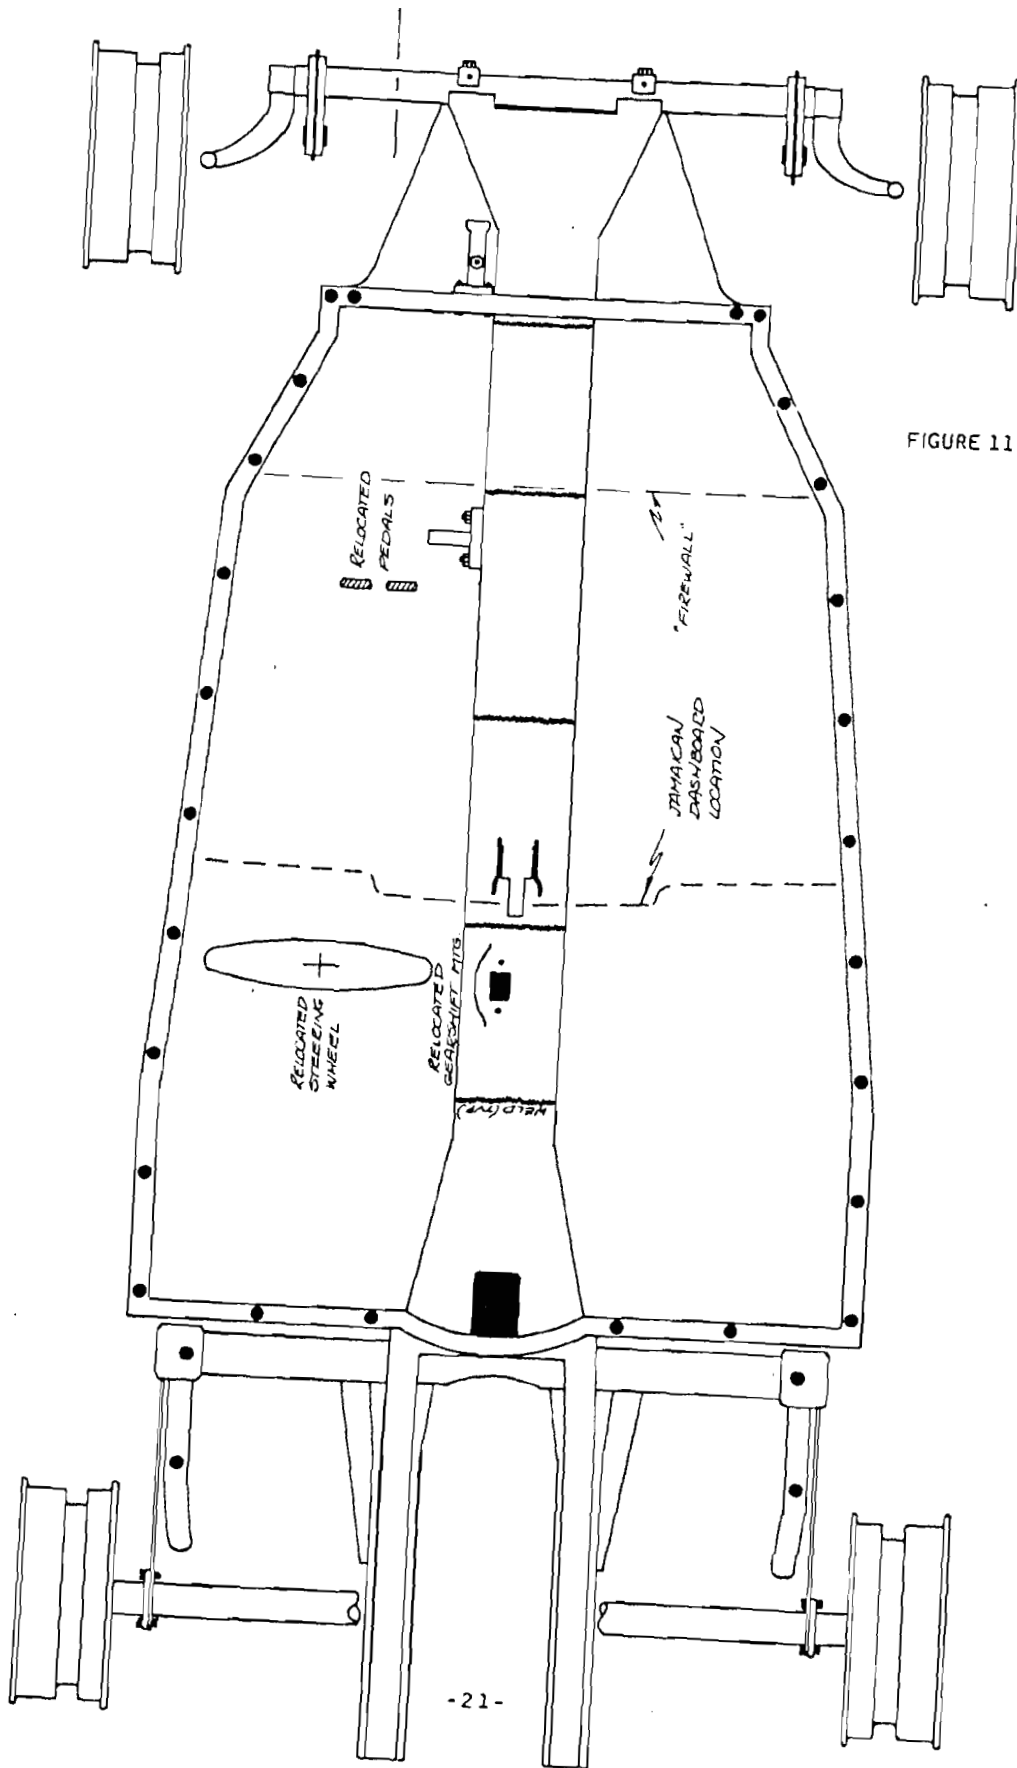 FIGURE 11
RELOCATED
PEDALS
"FIREWALL"
JAMAICAN
DASHBOARD
LOCATION
RELOCATED
STEERING
WHEEL
RELOCATED
GEARSHIFT MTG.
WELD (TYP)
-21-